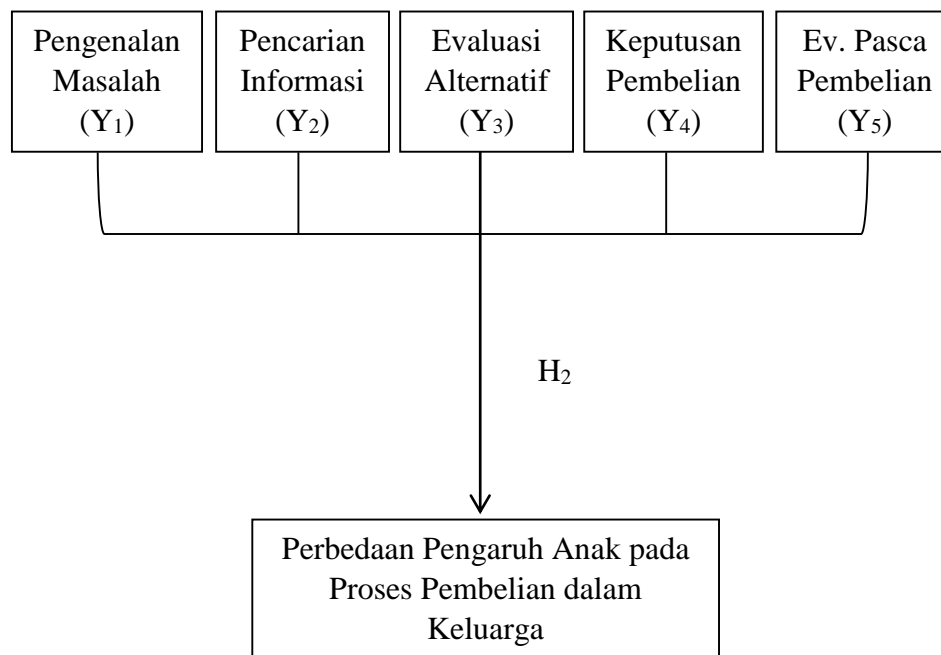 Pengenalan
Masalah
(Y₁)
Pencarian
Informasi
(Y₂)
Evaluasi
Alternatif
(Y₃)
Keputusan
Pembelian
(Y₄)
Ev. Pasca
Pembelian
(Y₅)
H₂
Perbedaan Pengaruh Anak pada
Proses Pembelian dalam
Keluarga